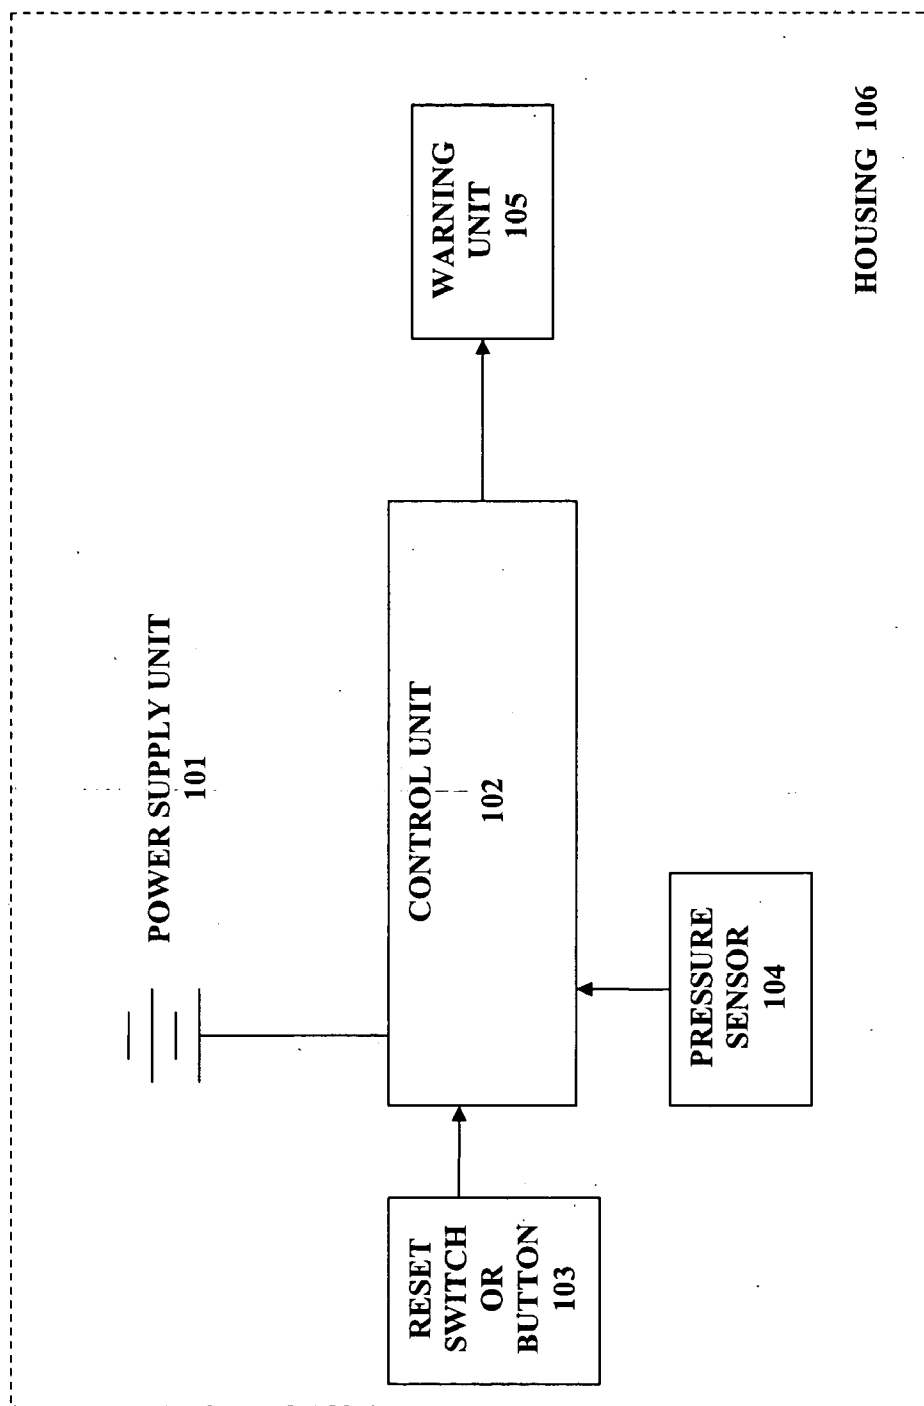 POWER SUPPLY UNIT
101
RESET
SWITCH
OR
BUTTON
103
CONTROL UNIT
102
WARNING
UNIT
105
PRESSURE
SENSOR
104
HOUSING 106